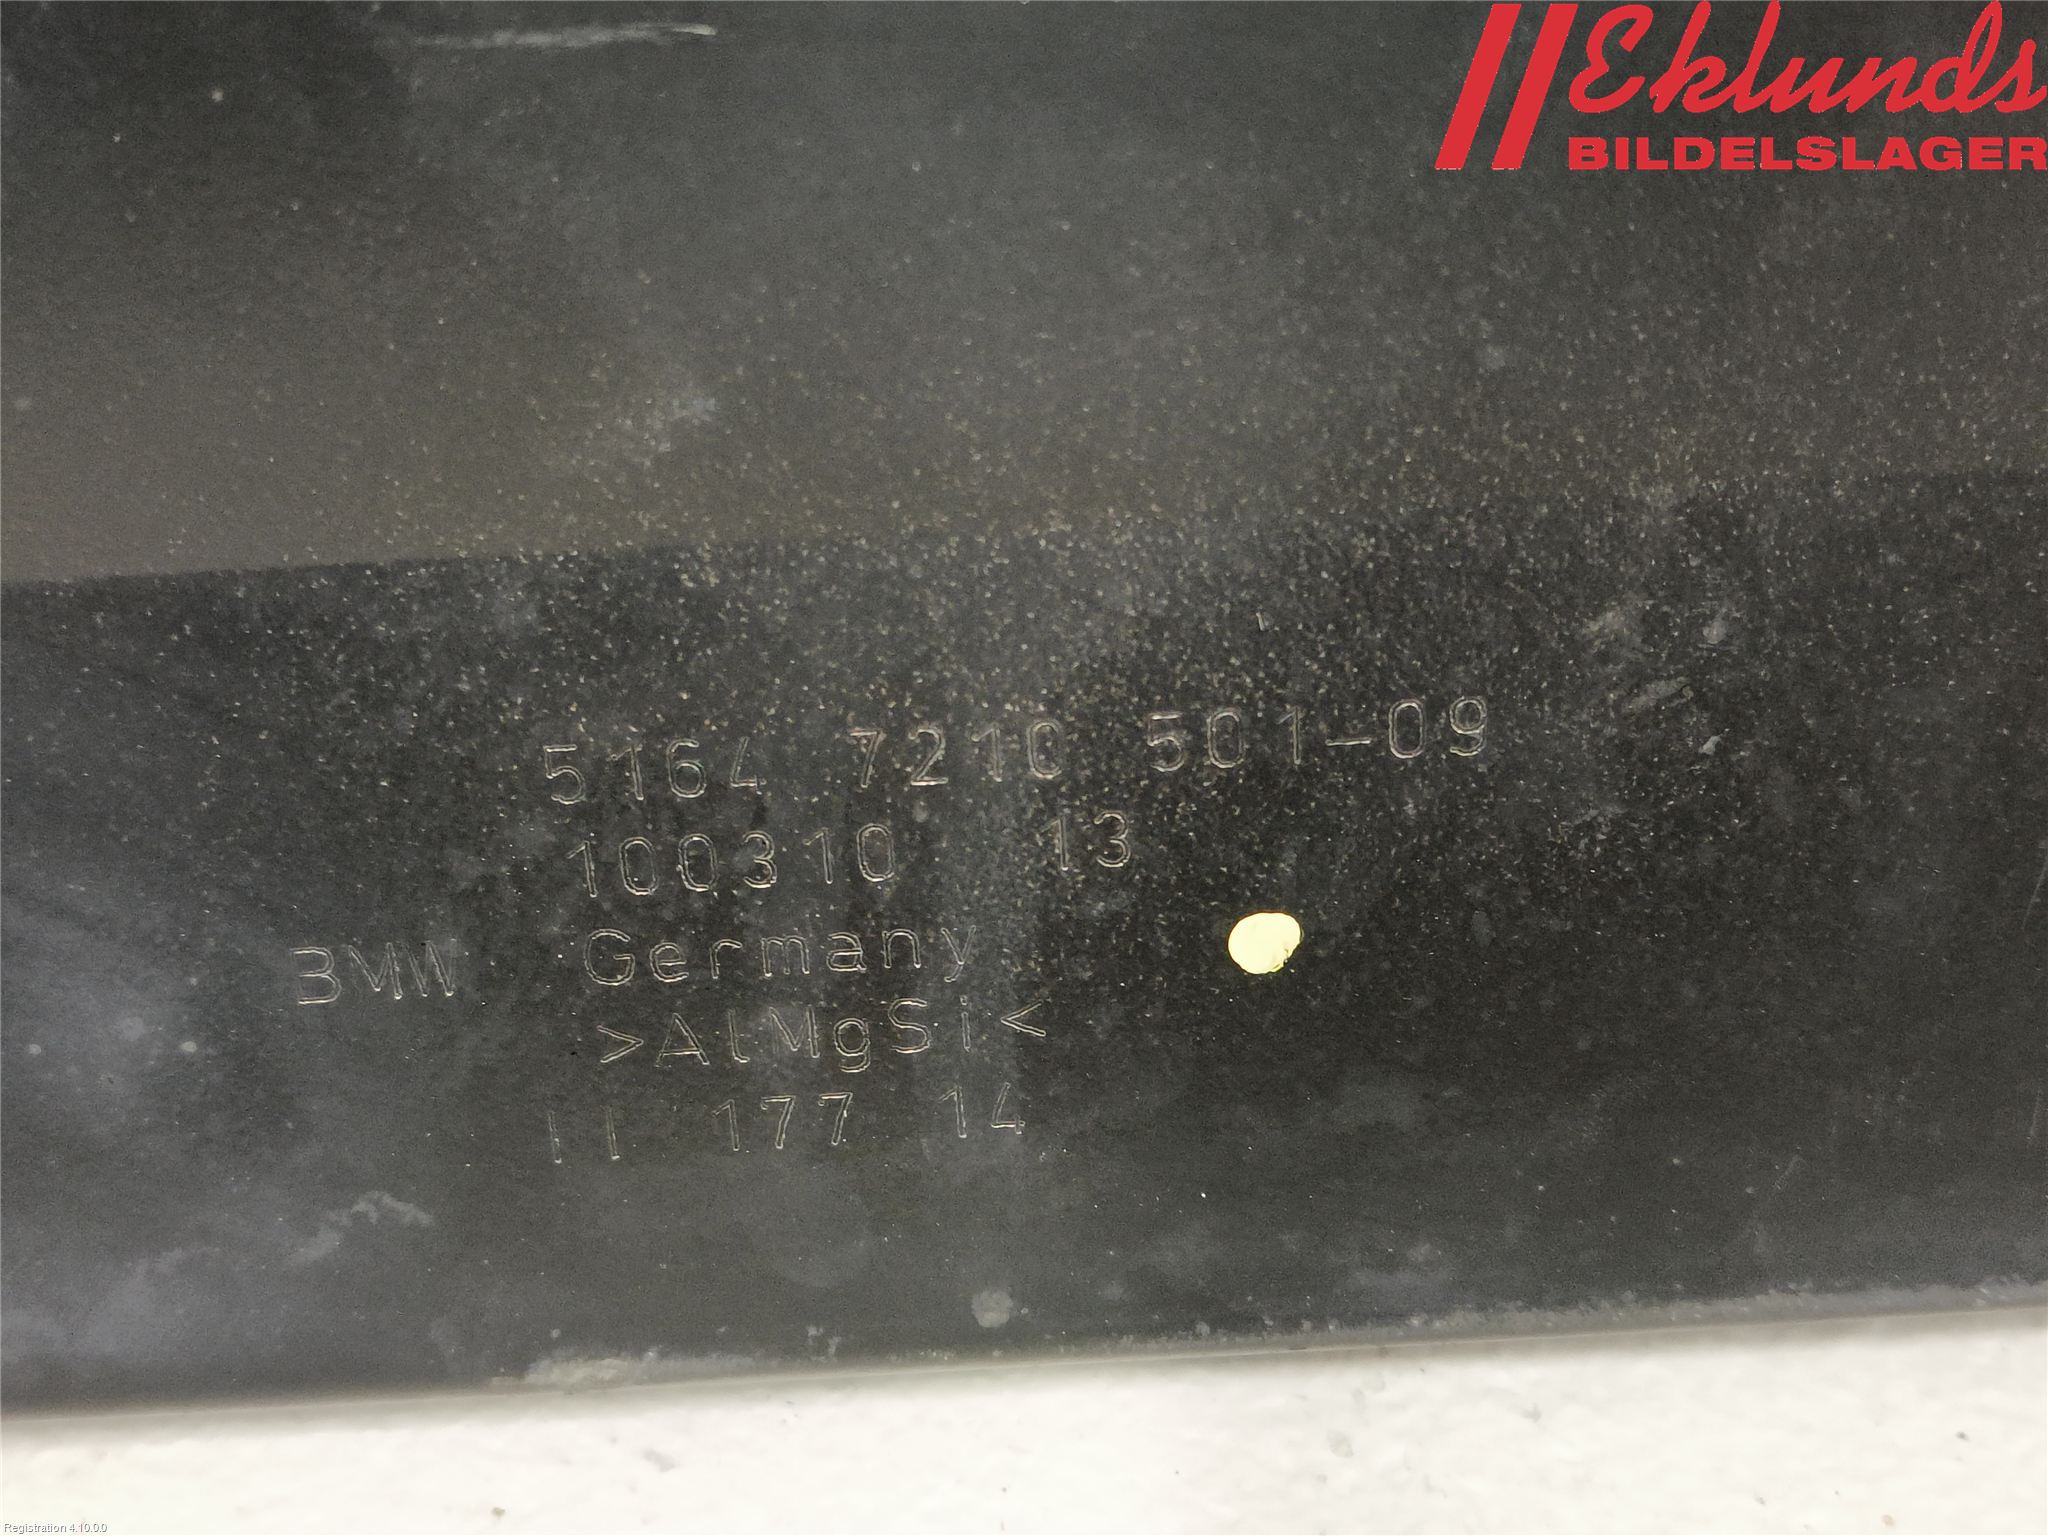 Eklunds
BILDELSLAGER
5164 7210 501-09
100310 13
BMW Germany
>AlMgSi<
11 177 14
Registration 4.10.0.0